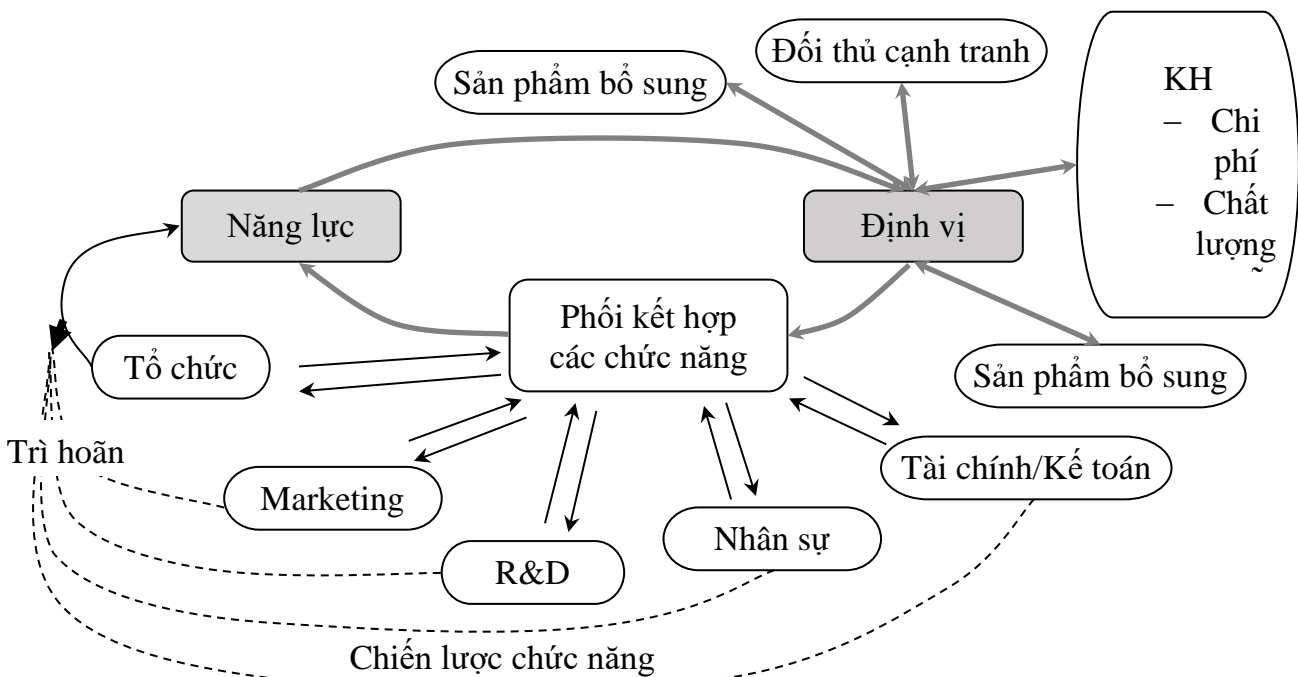 Đối thủ cạnh tranh
Sản phẩm bổ sung
KH
– Chi
phí
– Chất
lượng
Năng lực
Định vị
Phối kết hợp
các chức năng
Tổ chức
Sản phẩm bổ sung
Trì hoãn
Tài chính/Kế toán
Marketing
Nhân sự
R&D
Chiến lược chức năng